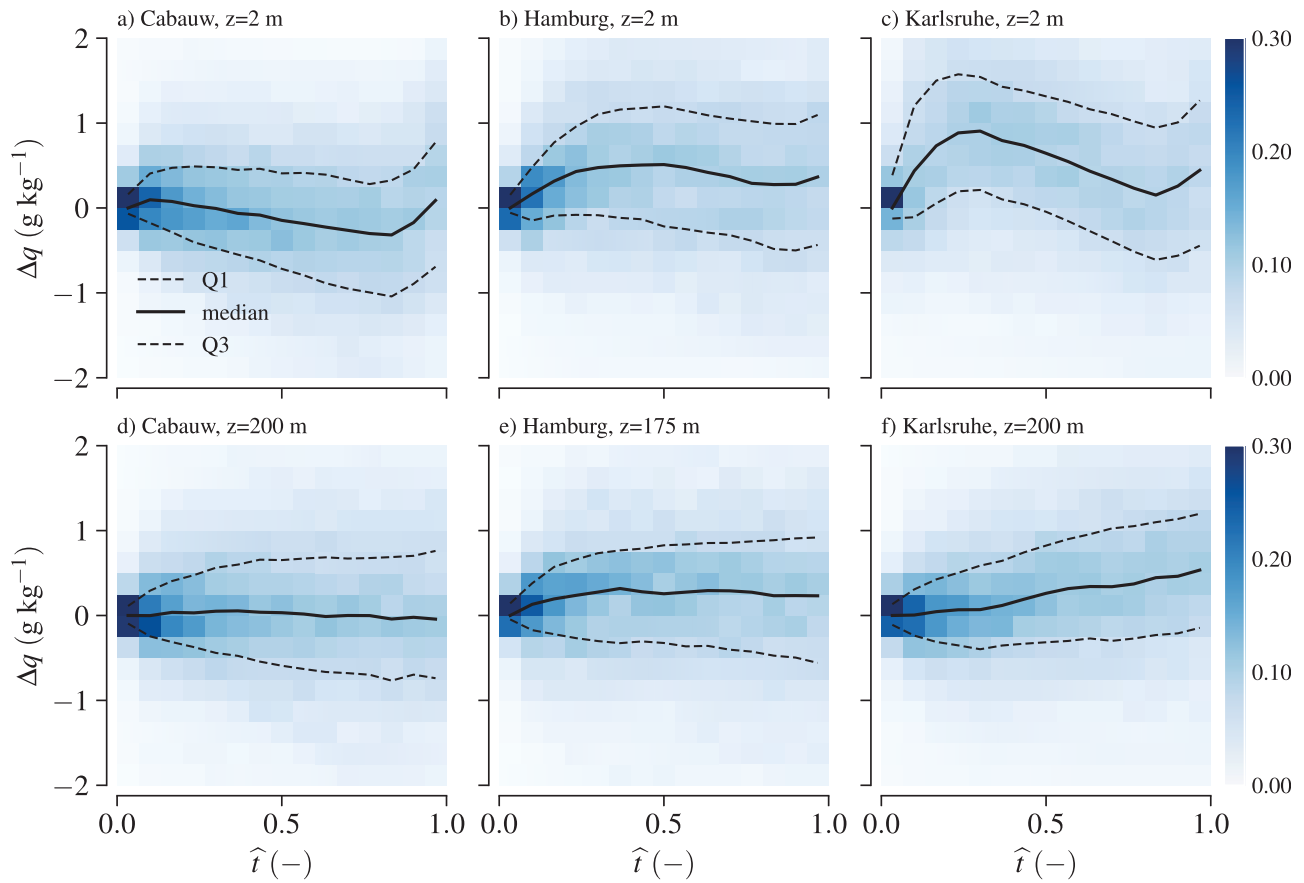 a) Cabauw, z=2 m
b) Hamburg, z=2 m
c) Karlsruhe, z=2 m
2
1
0
−1
−2
Δq (g kg⁻¹)
Q1
median
Q3
0.30
0.20
0.10
0.00
d) Cabauw, z=200 m
e) Hamburg, z=175 m
f) Karlsruhe, z=200 m
2
1
0
−1
−2
Δq (g kg⁻¹)
0.30
0.20
0.10
0.00
0.0 0.5 1.0
0.0 0.5 1.0
0.0 0.5 1.0
t̂ (−)
t̂ (−)
t̂ (−)